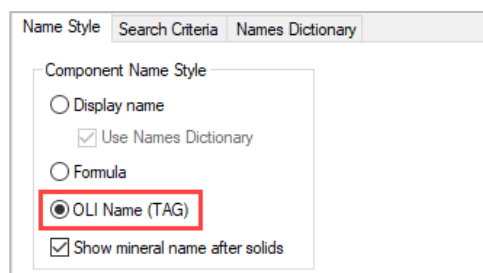 Name Style Search Criteria Names Dictionary
Component Name Style
Display name
Use Names Dictionary
Formula
OLI Name (TAG)
Show mineral name after solids